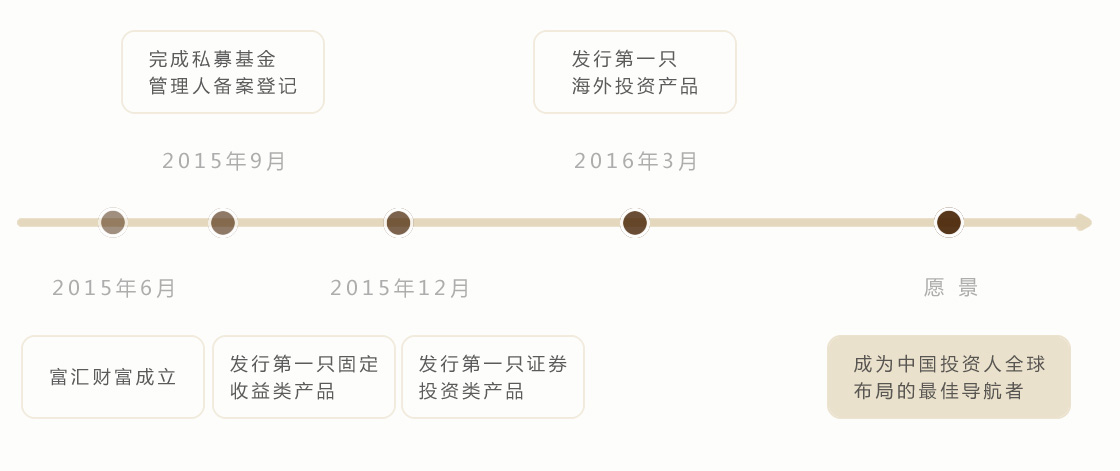 完成私募基金
管理人备案登记
发行第一只
海外投资产品
2015年9月
2016年3月
2015年6月
2015年12月
愿 景
富汇财富成立
发行第一只固定
收益类产品
发行第一只证券
投资类产品
成为中国投资人全球
布局的最佳导航者